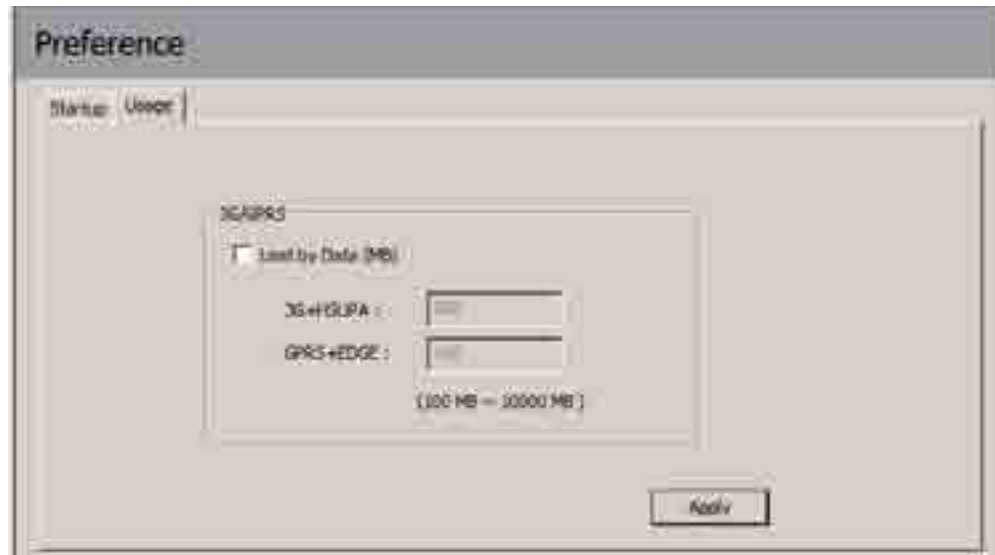 Preference
Startup Usage
3G/GPRS
Limit by Data (MB)
3G+HSUPA :
GPRS+EDGE :
(100 MB ~ 10000 MB )
Apply